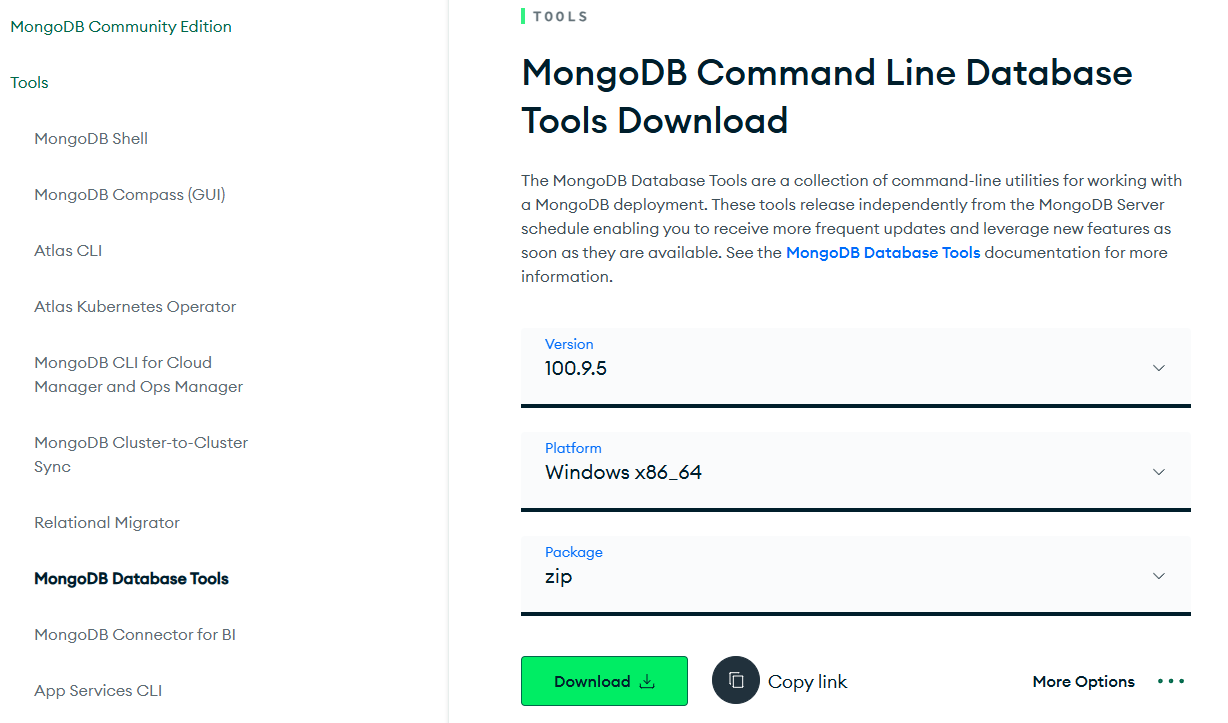 MongoDB Community Edition
Tools
MongoDB Shell
MongoDB Compass (GUI)
Atlas CLI
Atlas Kubernetes Operator
MongoDB CLI for Cloud
Manager and Ops Manager
MongoDB Cluster-to-Cluster
Sync
Relational Migrator
MongoDB Database Tools
MongoDB Connector for BI
App Services CLI
TOOLS
MongoDB Command Line Database
Tools Download
The MongoDB Database Tools are a collection of command-line utilities for working with
a MongoDB deployment. These tools release independently from the MongoDB Server
schedule enabling you to receive more frequent updates and leverage new features as
soon as they are available. See the MongoDB Database Tools documentation for more
information.
Version
100.9.5
Platform
Windows x86_64
Package
zip
Download
Copy link
More Options